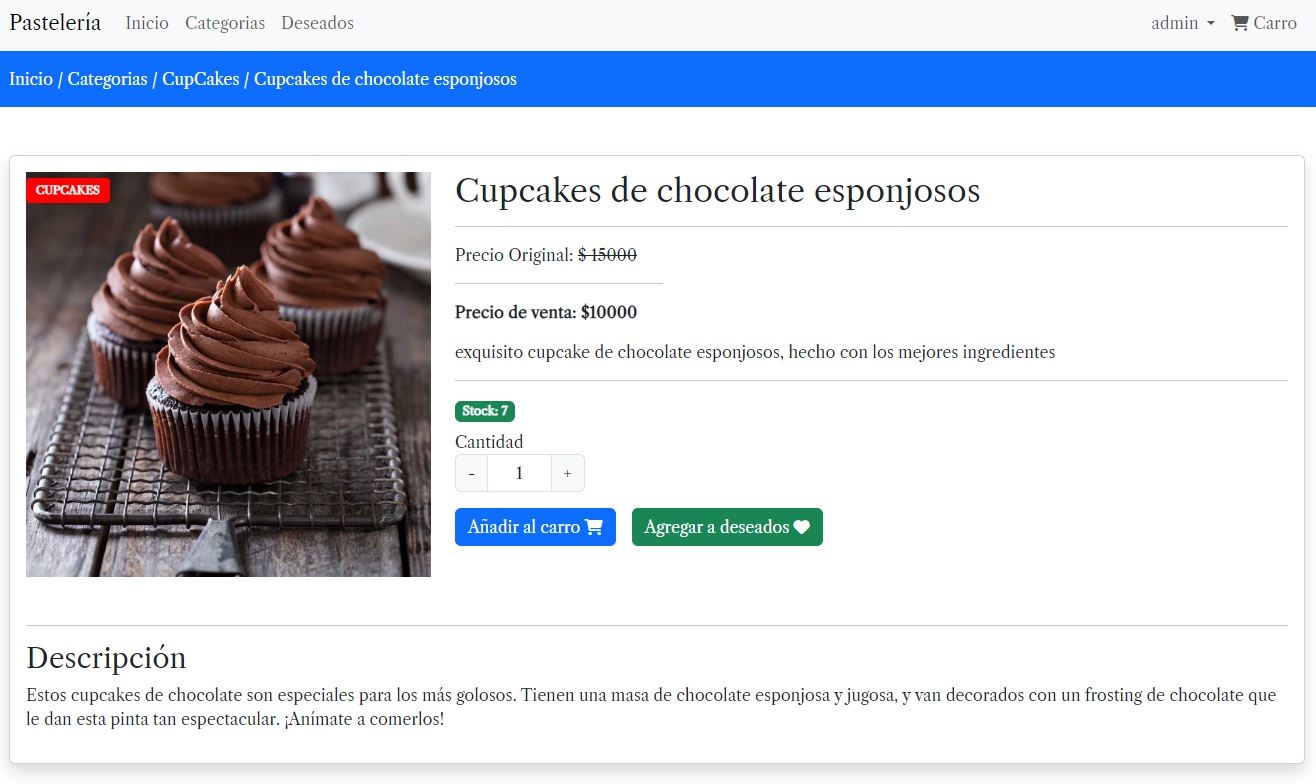 Pastelería Inicio Categorias Deseados admin Carro
Inicio / Categorias / CupCakes / Cupcakes de chocolate esponjosos
CUPCAKES
Cupcakes de chocolate esponjosos
Precio Original: $ 15000
Precio de venta: $10000
exquisito cupcake de chocolate esponjosos, hecho con los mejores ingredientes
Stock: 7
Cantidad
- 1 +
Añadir al carro Agregar a deseados
Descripción
Estos cupcakes de chocolate son especiales para los más golosos. Tienen una masa de chocolate esponjosa y jugosa, y van decorados con un frosting de chocolate que
le dan esta pinta tan espectacular. ¡Anímate a comerlos!